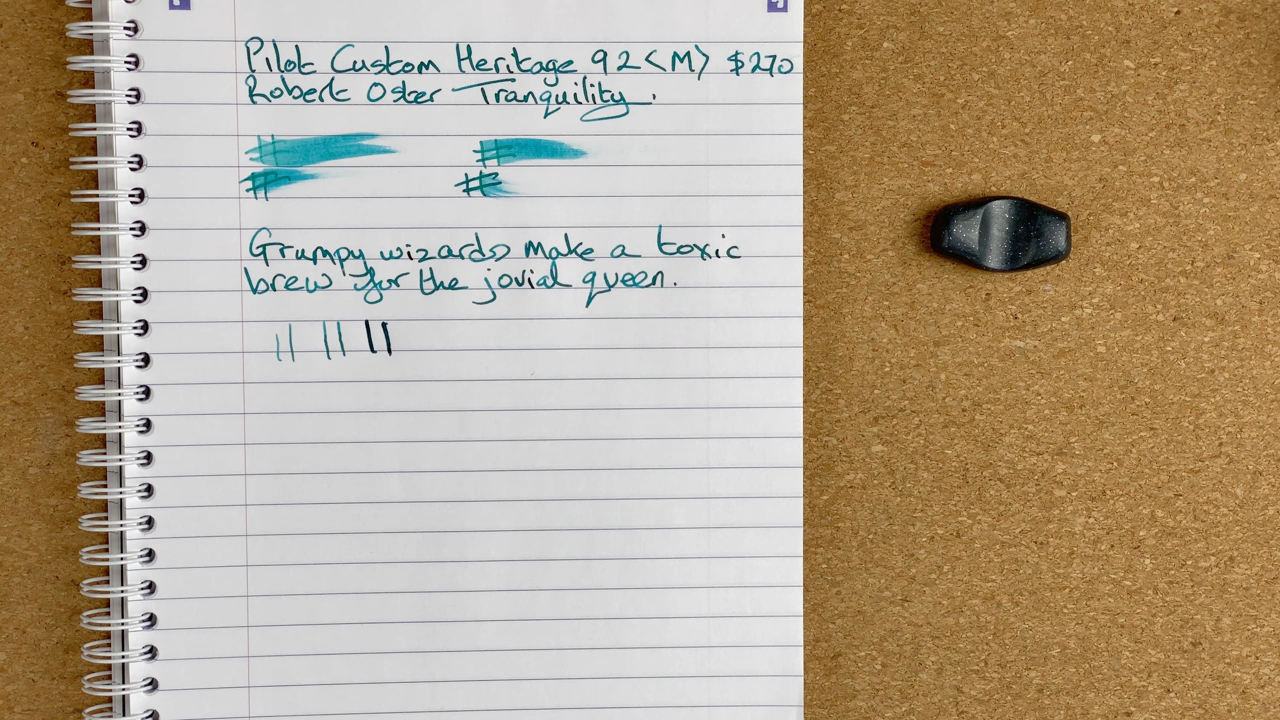 Pilot Custom Heritage 92 <M> $270
Robert Oster Tranquility.
Grumpy wizards make a toxic
brew for the jovial queen.